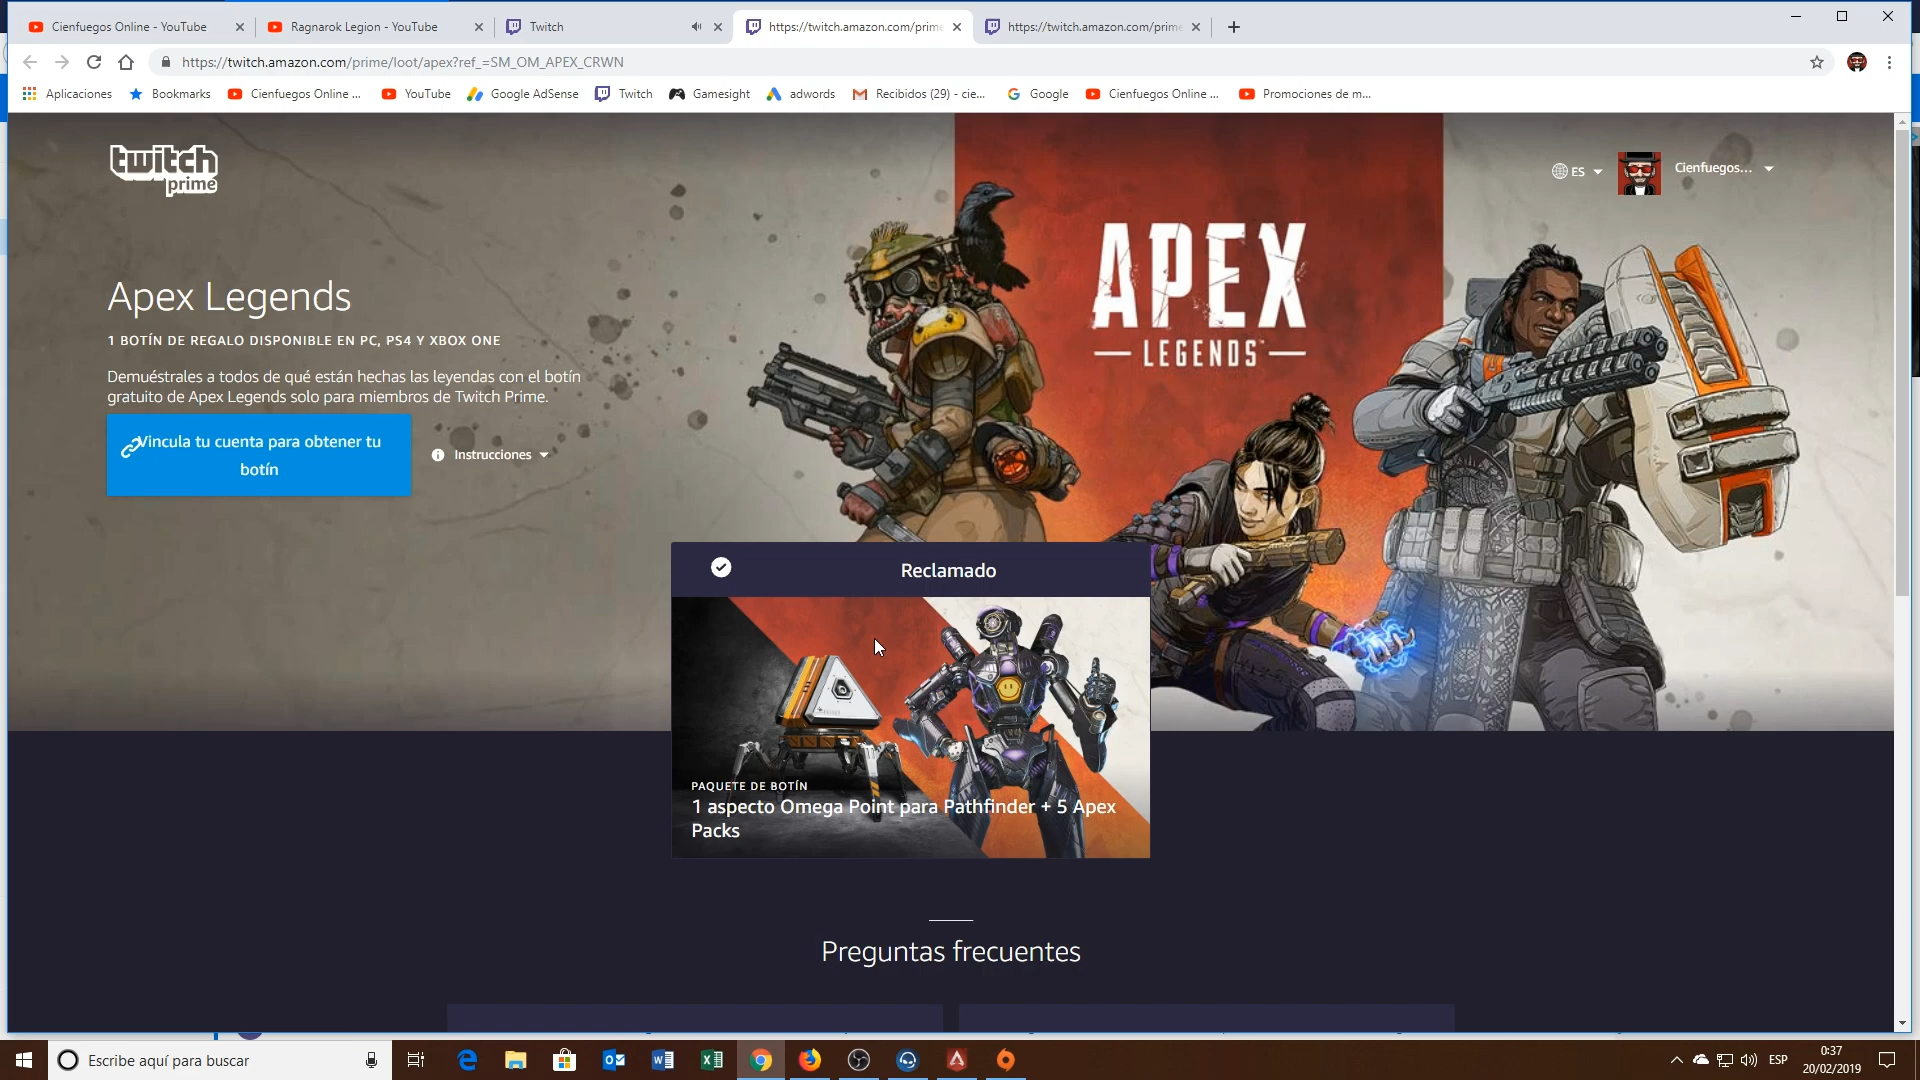 Cienfuegos Online - YouTube
Ragnarok Legion - YouTube
Twitch
https://twitch.amazon.com/prime
https://twitch.amazon.com/prime
https://twitch.amazon.com/prime/loot/apex?ref_=SM_OM_APEX_CRWN
Aplicaciones
Bookmarks
Cienfuegos Online ...
YouTube
Google AdSense
Twitch
Gamesight
adwords
Recibidos (29) - cie...
Google
Cienfuegos Online ...
Promociones de m...
twitch
prime
ES
Cienfuegos...
APEX
LEGENDS
Apex Legends
1 BOTÍN DE REGALO DISPONIBLE EN PC, PS4 Y XBOX ONE
Demuéstrales a todos de qué están hechas las leyendas con el botín
gratuito de Apex Legends solo para miembros de Twitch Prime.
Vincula tu cuenta para obtener tu
botín
Instrucciones
Reclamado
PAQUETE DE BOTÍN
1 aspecto Omega Point para Pathfinder + 5 Apex
Packs
Preguntas frecuentes
Escribe aquí para buscar
ESP
0:37
20/02/2019